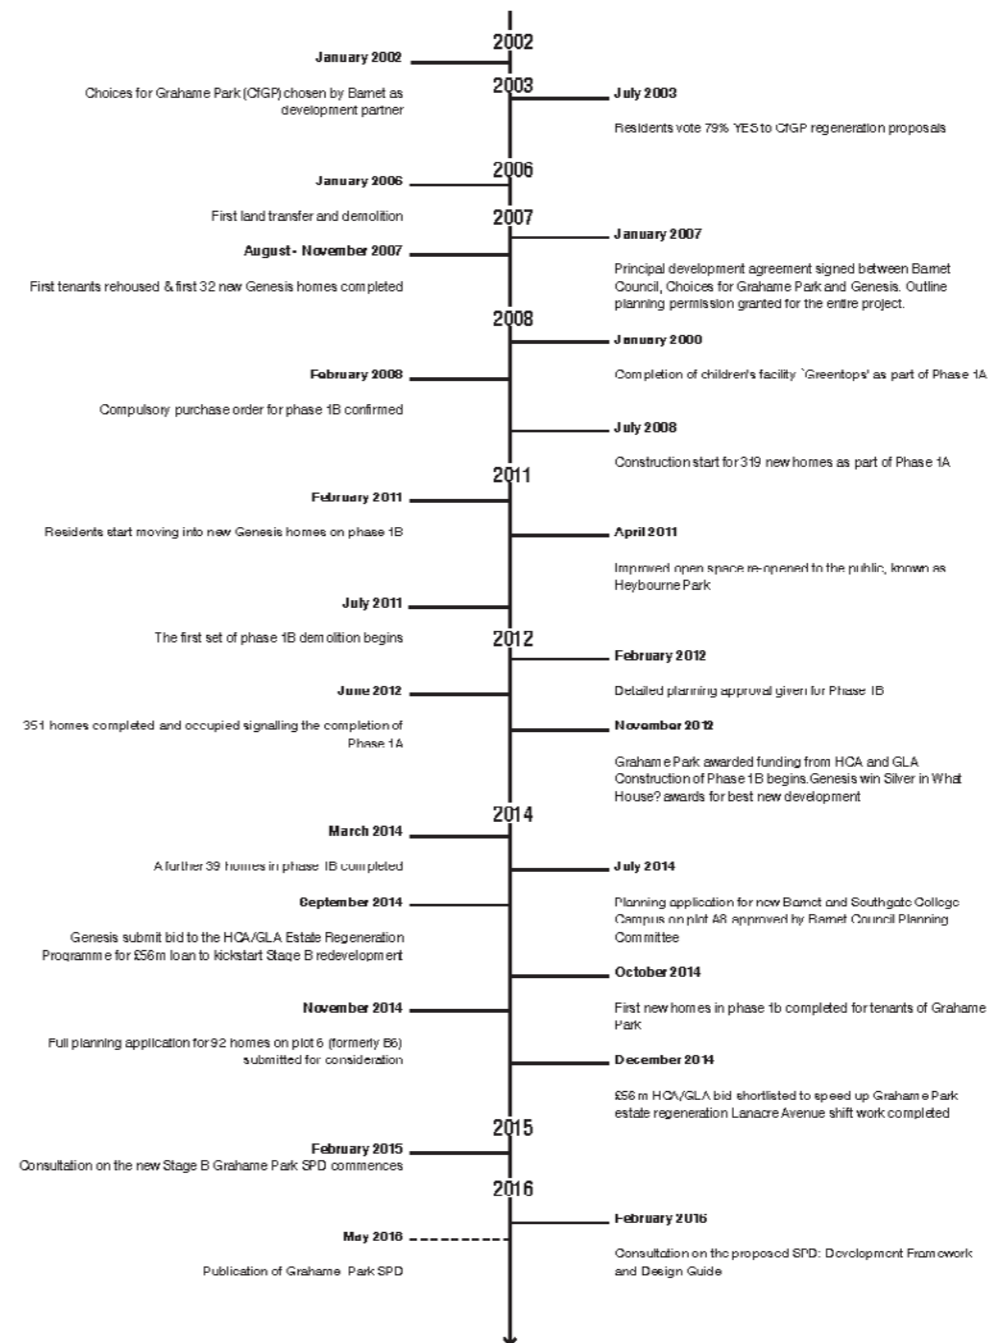 2002
January 2002
Choices for Grahame Park (CfGP) chosen by Barnet as
development partner
2003
July 2003
Residents vote 79% YES to CfGP regeneration proposals
2006
January 2006
First land transfer and demolition
2007
January 2007
Principal development agreement signed between Barnet
Council, Choices for Grahame Park and Genesis. Outline
planning permission granted for the entire project.
August - November 2007
First tenants rehoused & first 32 new Genesis homes completed
2008
January 2000
Completion of children's facility `Greentops' as part of Phase 1A
February 2008
Compulsory purchase order for phase 1B confirmed
July 2008
Construction start for 319 new homes as part of Phase 1A
2011
February 2011
Residents start moving into new Genesis homes on phase 1B
April 2011
Improved open space re-opened to the public, known as
Heybourne Park
July 2011
The first set of phase 1B demolition begins
2012
February 2012
Detailed planning approval given for Phase 1B
June 2012
351 homes completed and occupied signalling the completion of
Phase 1A
November 2012
Grahame Park awarded funding from HCA and GLA
Construction of Phase 1B begins.Genesis win Silver in What
House? awards for best new development
2014
March 2014
A further 39 homes in phase 1B completed
July 2014
Planning application for new Barnet and Southgate College
Campus on plot A8 approved by Barnet Council Planning
Committee
September 2014
Genesis submit bid to the HCA/GLA Estate Regeneration
Programme for £56m loan to kickstart Stage B redevelopment
October 2014
First new homes in phase 1b completed for tenants of Grahame
Park
November 2014
Full planning application for 92 homes on plot 6 (formerly B6)
submitted for consideration
December 2014
£56m HCA/GLA bid shortlisted to speed up Grahame Park
estate regeneration Lanacre Avenue shift work completed
2015
February 2015
Consultation on the new Stage B Grahame Park SPD commences
2016
February 2016
Consultation on the proposed SPD: Development Framework
and Design Guide
May 2016
Publication of Grahame Park SPD